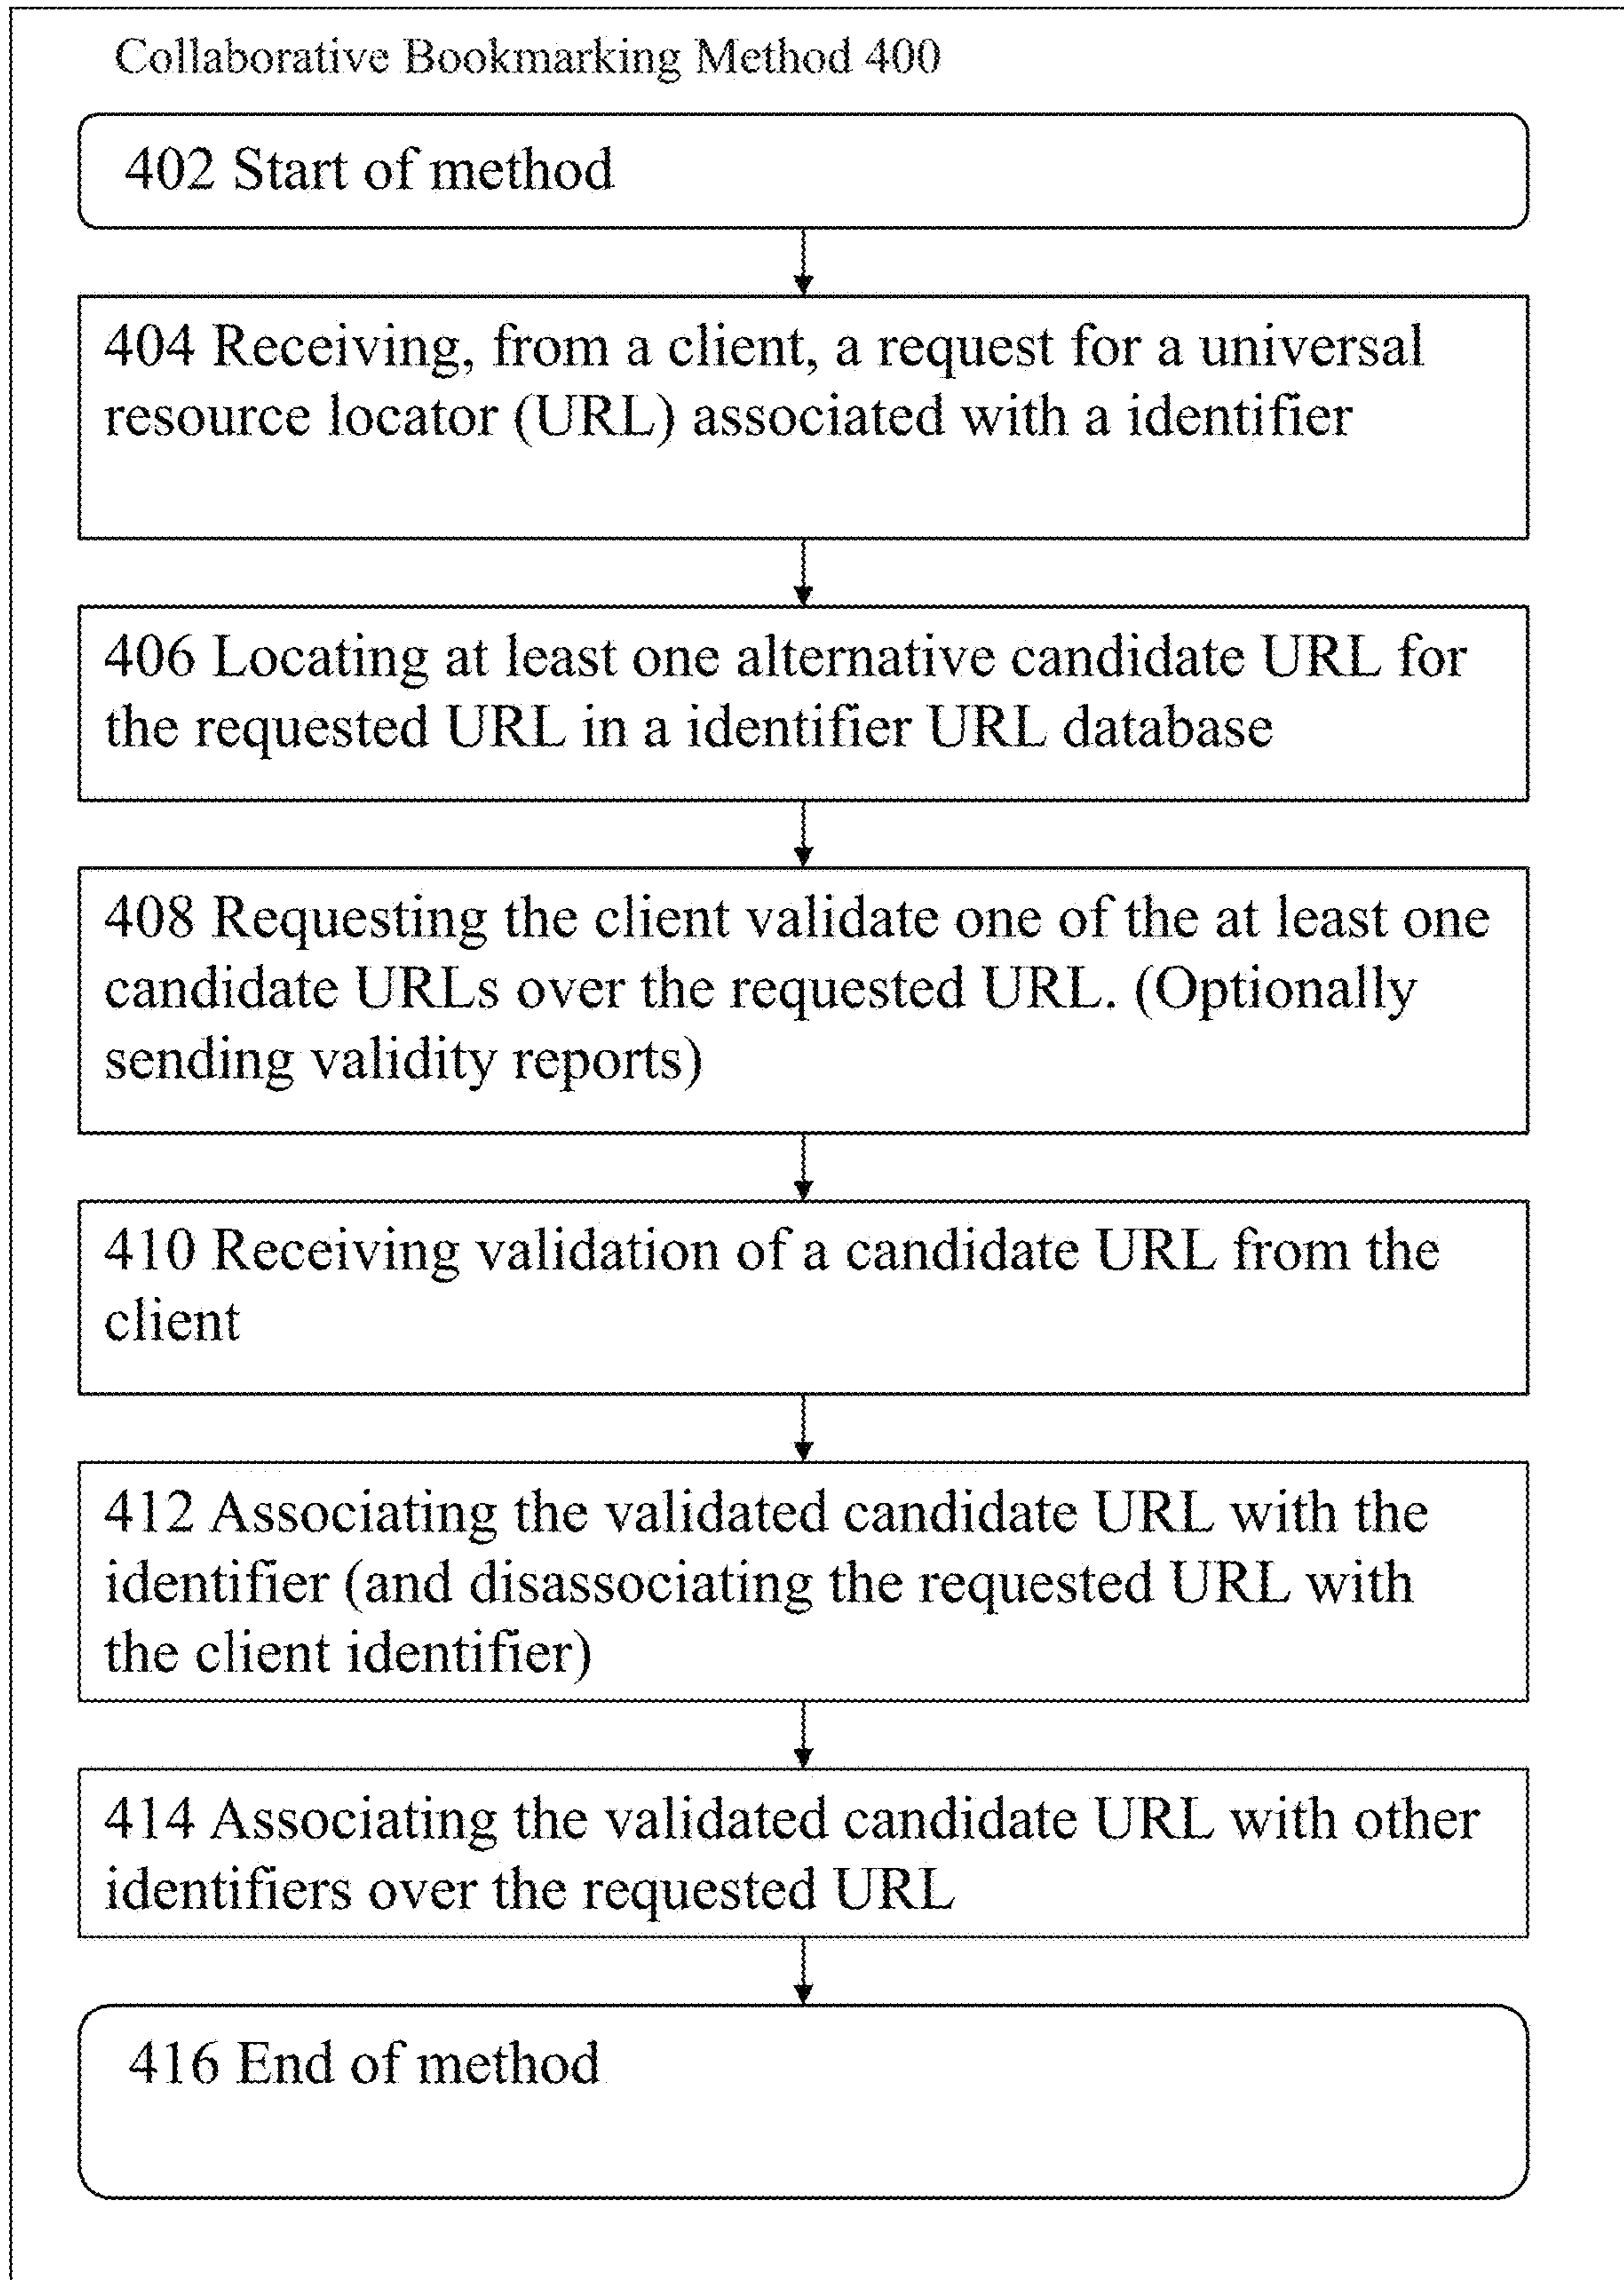 Collaborative Bookmarking Method 400
402 Start of method
404 Receiving, from a client, a request for a universal
resource locator (URL) associated with a identifier
406 Locating at least one alternative candidate URL for
the requested URL in a identifier URL database
408 Requesting the client validate one of the at least one
candidate URLs over the requested URL. (Optionally
sending validity reports)
410 Receiving validation of a candidate URL from the
client
412 Associating the validated candidate URL with the
identifier (and disassociating the requested URL with
the client identifier)
414 Associating the validated candidate URL with other
identifiers over the requested URL
416 End of method